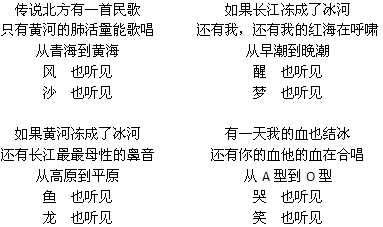 传说北方有一首民歌
只有黄河的肺活量能歌唱
从青海到黄海
风 也听见
沙 也听见
如果黄河冻成了冰河
还有长江最最母性的鼻音
从高原到平原
鱼 也听见
龙 也听见
如果长江冻成了冰河
还有我，还有我的红海在呼啸
从早潮到晚潮
醒 也听见
梦 也听见
有一天我的血也结冰
还有你的血他的血在合唱
从 A 型到 O 型
哭 也听见
笑 也听见